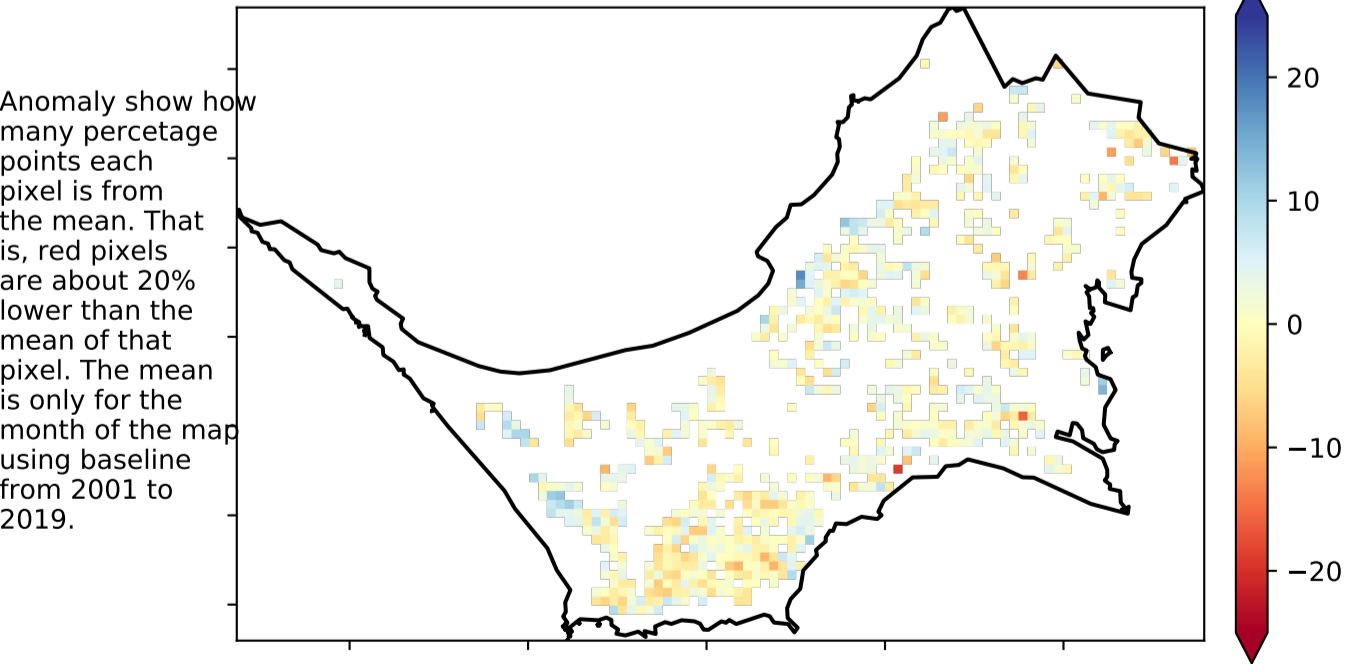 Anomaly show how
many percetage
points each
pixel is from
the mean. That
is, red pixels
are about 20%
lower than the
mean of that
pixel. The mean
is only for the
month of the map
using baseline
from 2001 to
2019.
20
10
0
−10
−20